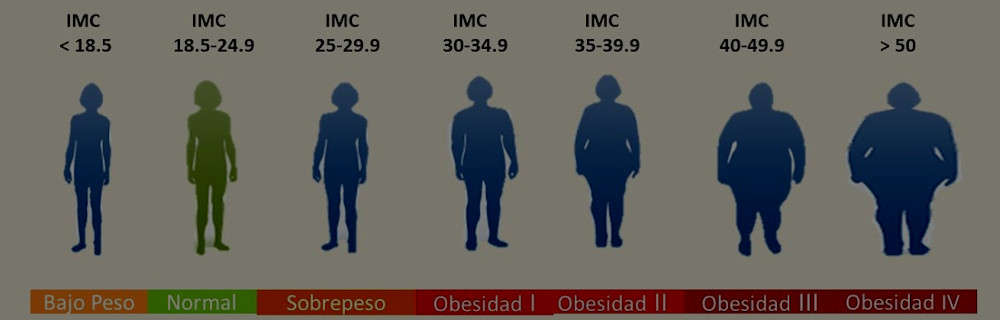 IMC
< 18.5
IMC
18.5-24.9
IMC
25-29.9
IMC
30-34.9
IMC
35-39.9
IMC
40-49.9
IMC
> 50
Bajo Peso
Normal
Sobrepeso
Obesidad I
Obesidad II
Obesidad III
Obesidad IV